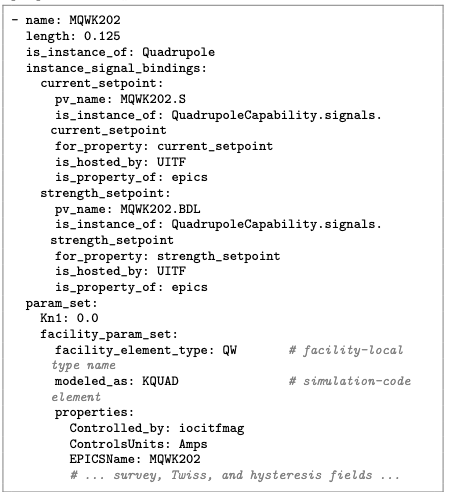 - name: MQWK202
length: 0.125
is_instance_of: Quadrupole
instance_signal_bindings:
current_setpoint:
pv_name: MQWK202.S
is_instance_of: QuadrupoleCapability.signals.
current_setpoint
for_property: current_setpoint
is_hosted_by: UITF
is_property_of: epics
strength_setpoint:
pv_name: MQWK202.BDL
is_instance_of: QuadrupoleCapability.signals.
strength_setpoint
for_property: strength_setpoint
is_hosted_by: UITF
is_property_of: epics
param_set:
Kn1: 0.0
facility_param_set:
facility_element_type: QW # facility-local
type name
modeled_as: KQUAD # simulation-code
element
properties:
Controlled_by: iocitfmag
ControlsUnits: Amps
EPICSName: MQWK202
# ... survey, Twiss, and hysteresis fields ...